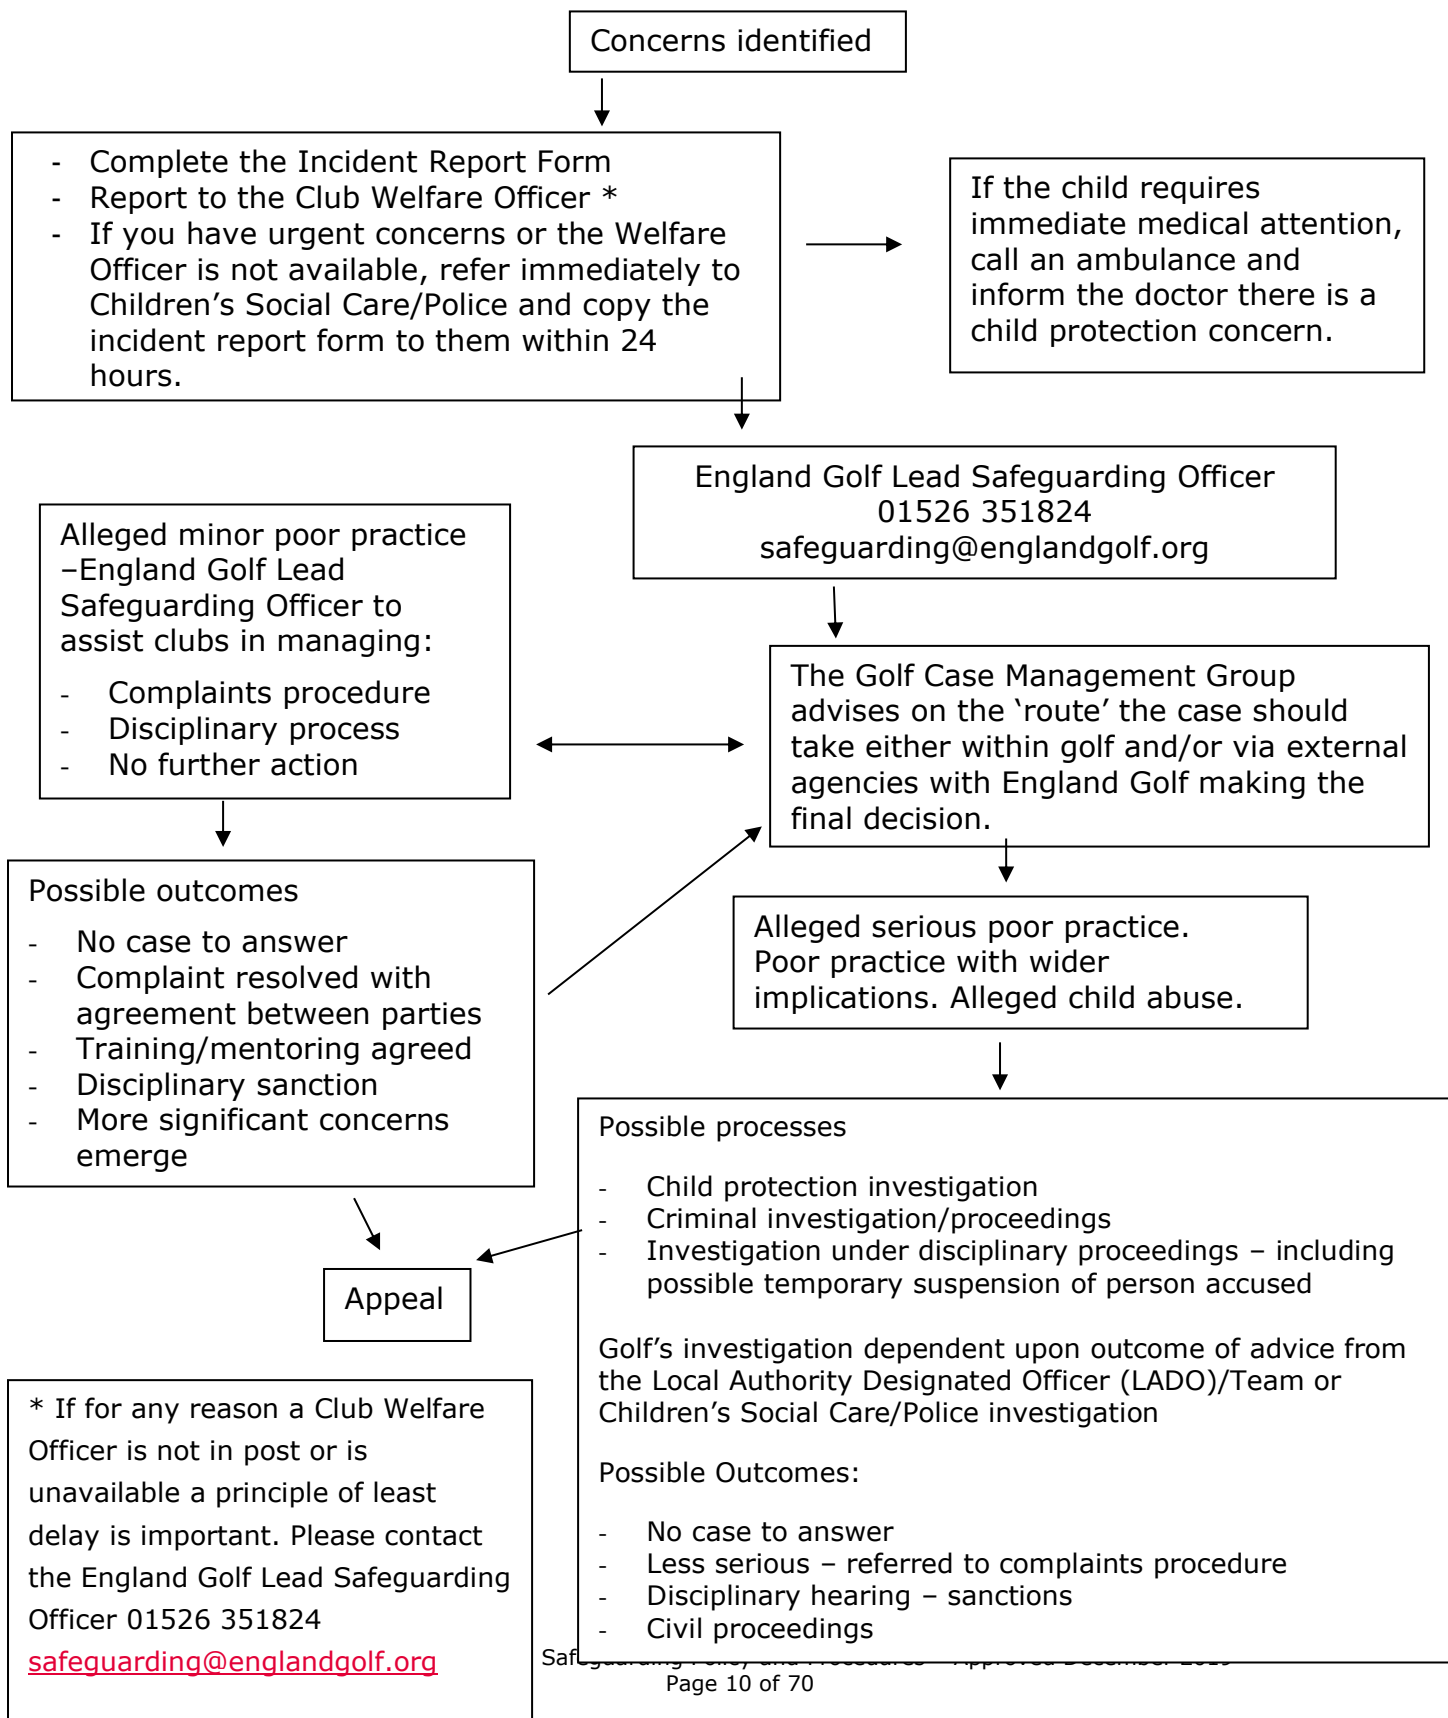 Concerns identified
- Complete the Incident Report Form
- Report to the Club Welfare Officer *
- If you have urgent concerns or the Welfare
Officer is not available, refer immediately to
Children’s Social Care/Police and copy the
incident report form to them within 24
hours.
If the child requires
immediate medical attention,
call an ambulance and
inform the doctor there is a
child protection concern.
England Golf Lead Safeguarding Officer
01526 351824
safeguarding@englandgolf.org
Alleged minor poor practice
–England Golf Lead
Safeguarding Officer to
assist clubs in managing:
- Complaints procedure
- Disciplinary process
- No further action
The Golf Case Management Group
advises on the ‘route’ the case should
take either within golf and/or via external
agencies with England Golf making the
final decision.
Possible outcomes
- No case to answer
- Complaint resolved with
agreement between parties
- Training/mentoring agreed
- Disciplinary sanction
- More significant concerns
emerge
Alleged serious poor practice.
Poor practice with wider
implications. Alleged child abuse.
Possible processes
- Child protection investigation
- Criminal investigation/proceedings
- Investigation under disciplinary proceedings – including
possible temporary suspension of person accused
Golf’s investigation dependent upon outcome of advice from
the Local Authority Designated Officer (LADO)/Team or
Children’s Social Care/Police investigation
Possible Outcomes:
- No case to answer
- Less serious – referred to complaints procedure
- Disciplinary hearing – sanctions
- Civil proceedings
Appeal
* If for any reason a Club Welfare
Officer is not in post or is
unavailable a principle of least
delay is important. Please contact
the England Golf Lead Safeguarding
Officer 01526 351824
safeguarding@englandgolf.org
Safeguarding Policy and Procedures – Approved December 2019
Page 10 of 70